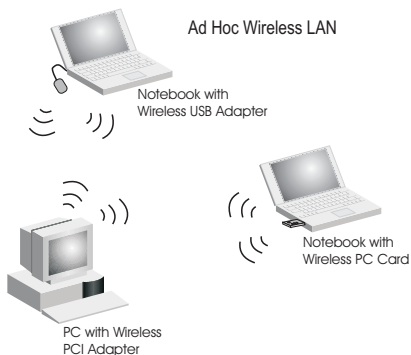 Ad Hoc Wireless LAN
Notebook with
Wireless USB Adapter
Notebook with
Wireless PC Card
PC with Wireless
PCI Adapter